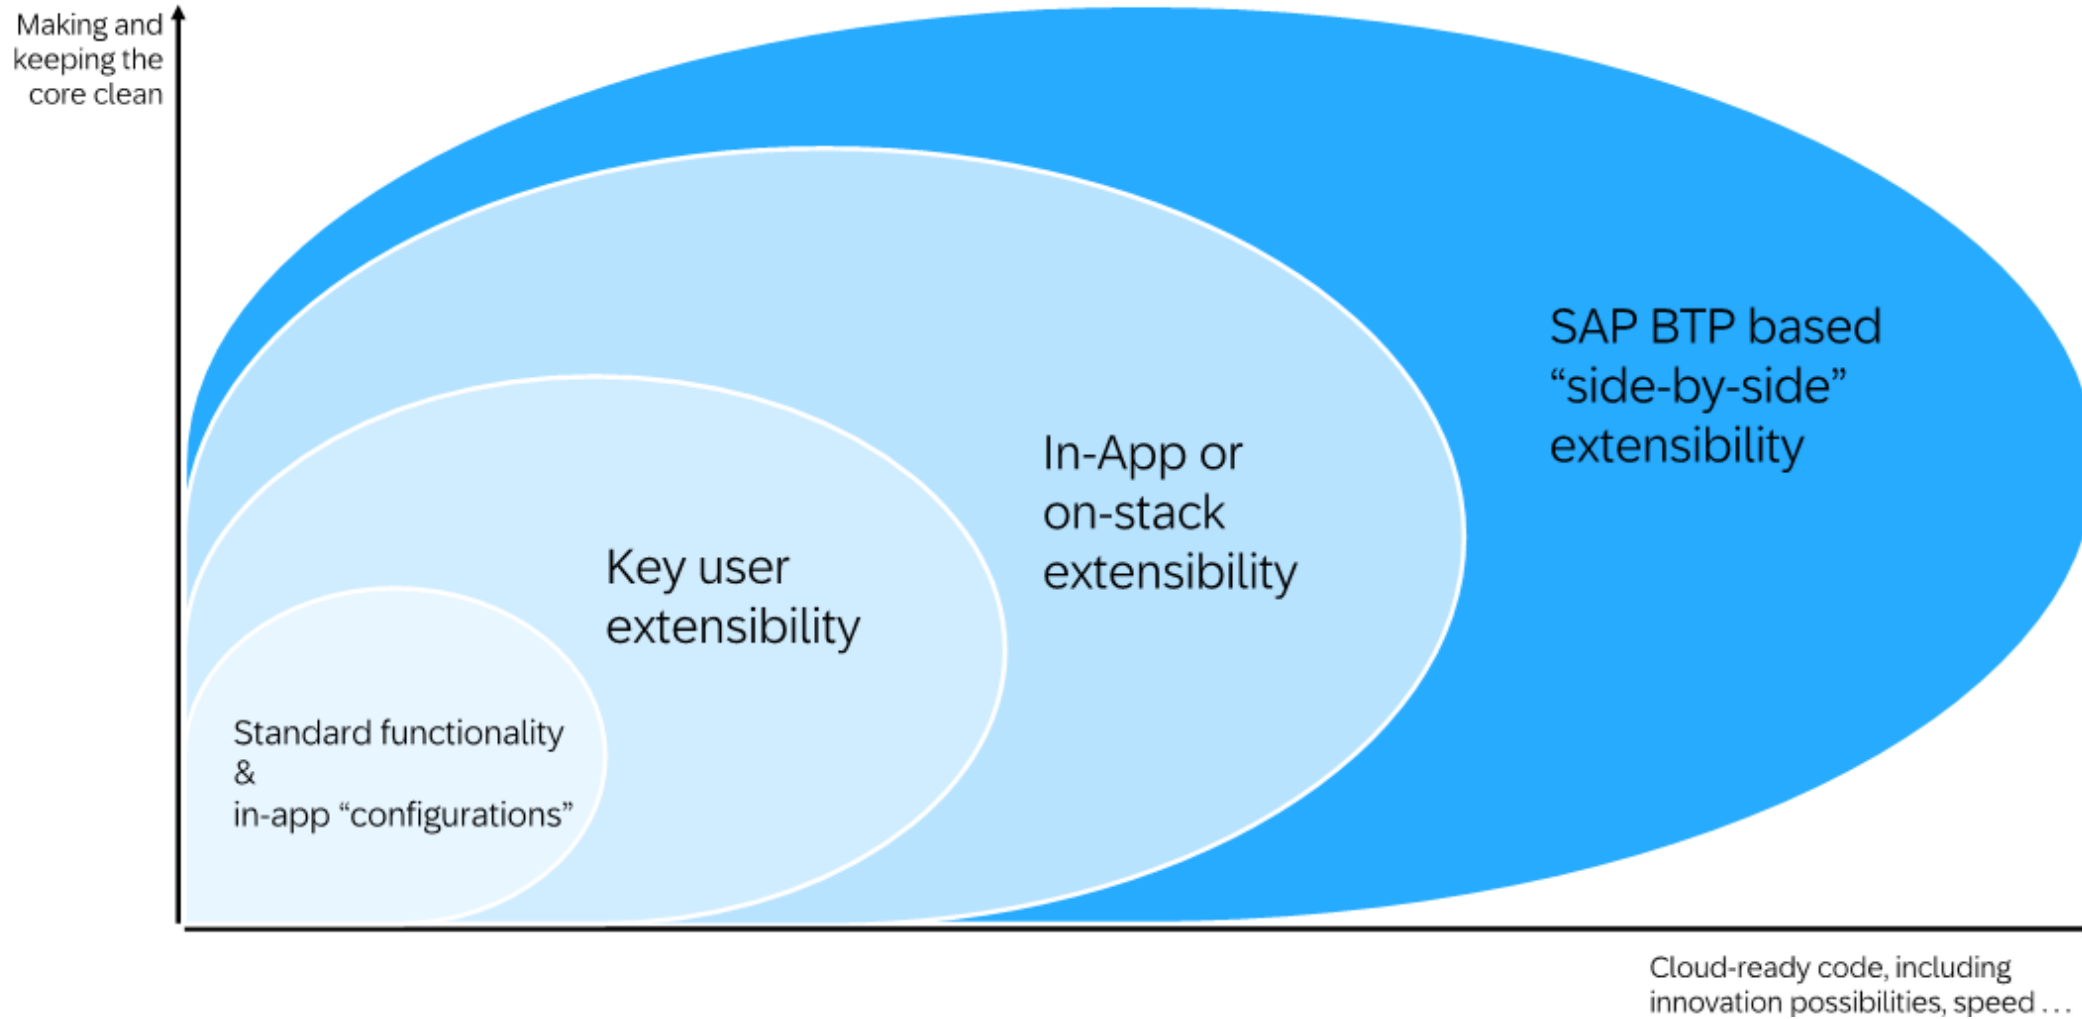 Making and
keeping the
core clean
SAP BTP based
“side-by-side”
extensibility
In-App or
on-stack
extensibility
Key user
extensibility
Standard functionality
&
in-app “configurations”
Cloud-ready code, including
innovation possibilities, speed ...